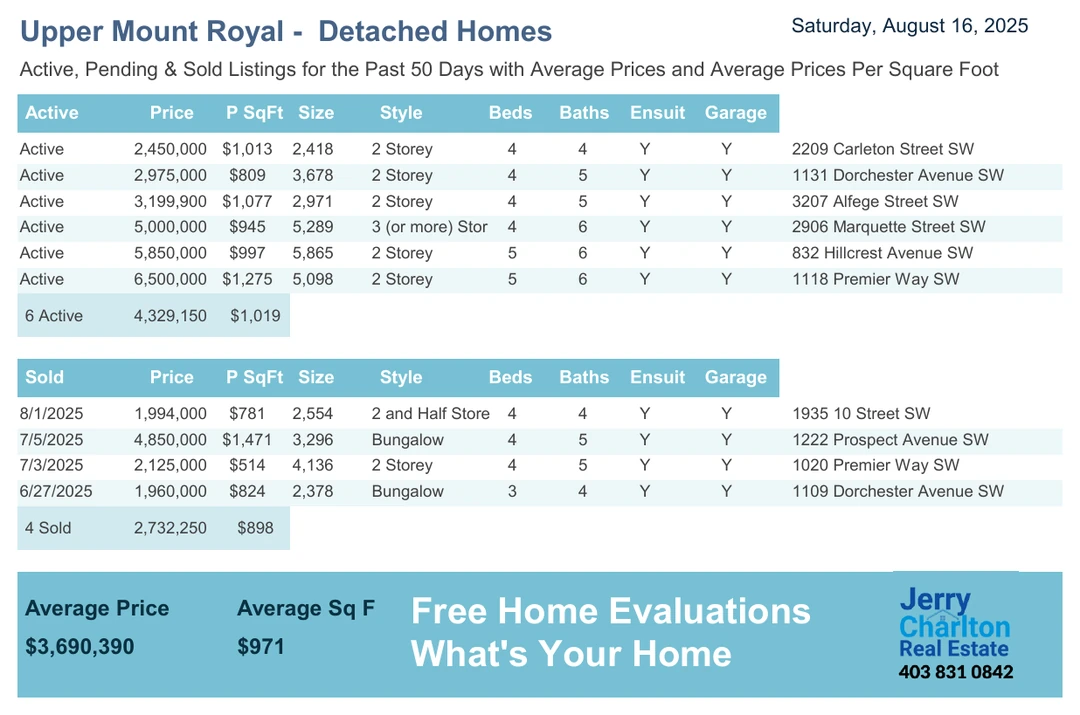 Upper Mount Royal - Detached Homes
Saturday, August 16, 2025
Active, Pending & Sold Listings for the Past 50 Days with Average Prices and Average Prices Per Square Foot
Active Price P SqFt Size Style Beds Baths Ensuit Garage
Active 2,450,000 $1,013 2,418 2 Storey 4 4 Y Y 2209 Carleton Street SW
Active 2,975,000 $809 3,678 2 Storey 4 5 Y Y 1131 Dorchester Avenue SW
Active 3,199,900 $1,077 2,971 2 Storey 4 5 Y Y 3207 Alfege Street SW
Active 5,000,000 $945 5,289 3 (or more) Stor 4 6 Y Y 2906 Marquette Street SW
Active 5,850,000 $997 5,865 2 Storey 5 6 Y Y 832 Hillcrest Avenue SW
Active 6,500,000 $1,275 5,098 2 Storey 5 6 Y Y 1118 Premier Way SW
6 Active 4,329,150 $1,019
Sold Price P SqFt Size Style Beds Baths Ensuit Garage
8/1/2025 1,994,000 $781 2,554 2 and Half Store 4 4 Y Y 1935 10 Street SW
7/5/2025 4,850,000 $1,471 3,296 Bungalow 4 5 Y Y 1222 Prospect Avenue SW
7/3/2025 2,125,000 $514 4,136 2 Storey 4 5 Y Y 1020 Premier Way SW
6/27/2025 1,960,000 $824 2,378 Bungalow 3 4 Y Y 1109 Dorchester Avenue SW
4 Sold 2,732,250 $898
Average Price Average Sq F
$3,690,390 $971
Free Home Evaluations
What's Your Home
Jerry
Charlton
Real Estate
403 831 0842